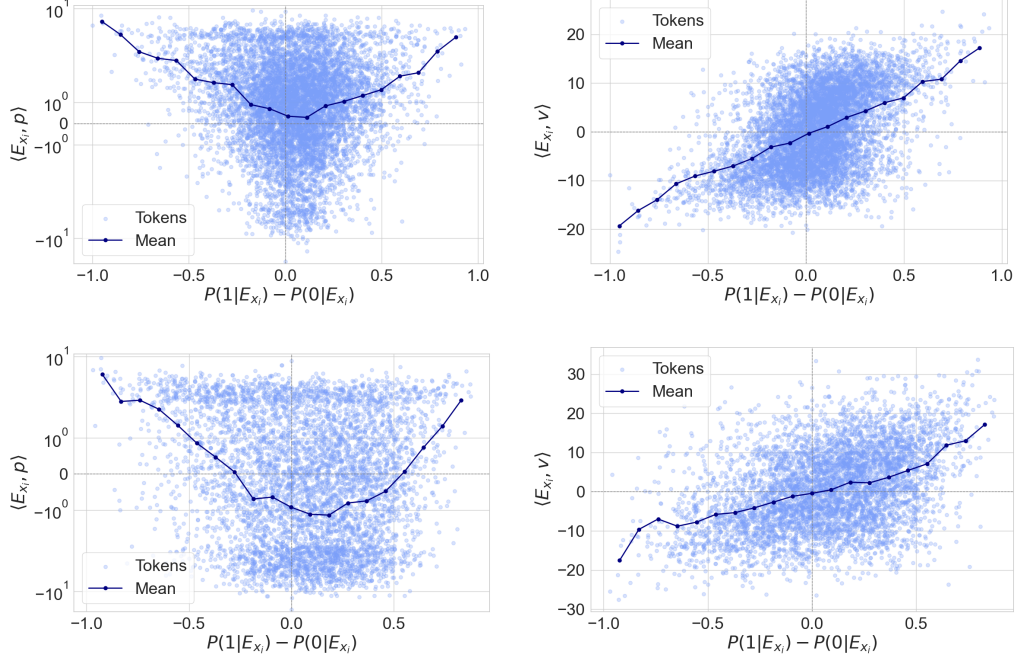 10^1
10^0
0
−10^0
−10^1
⟨E_{x_i}, p⟩
Tokens
Mean
−1.0 −0.5 0.0 0.5 1.0
P(1|E_{x_i}) − P(0|E_{x_i})
20
10
0
−10
−20
⟨E_{x_i}, v⟩
Tokens
Mean
−1.0 −0.5 0.0 0.5 1.0
P(1|E_{x_i}) − P(0|E_{x_i})
10^1
10^0
0
−10^0
−10^1
⟨E_{x_i}, p⟩
Tokens
Mean
−1.0 −0.5 0.0 0.5
P(1|E_{x_i}) − P(0|E_{x_i})
30
20
10
0
−10
−20
−30
⟨E_{x_i}, v⟩
Tokens
Mean
−1.0 −0.5 0.0 0.5 1.0
P(1|E_{x_i}) − P(0|E_{x_i})